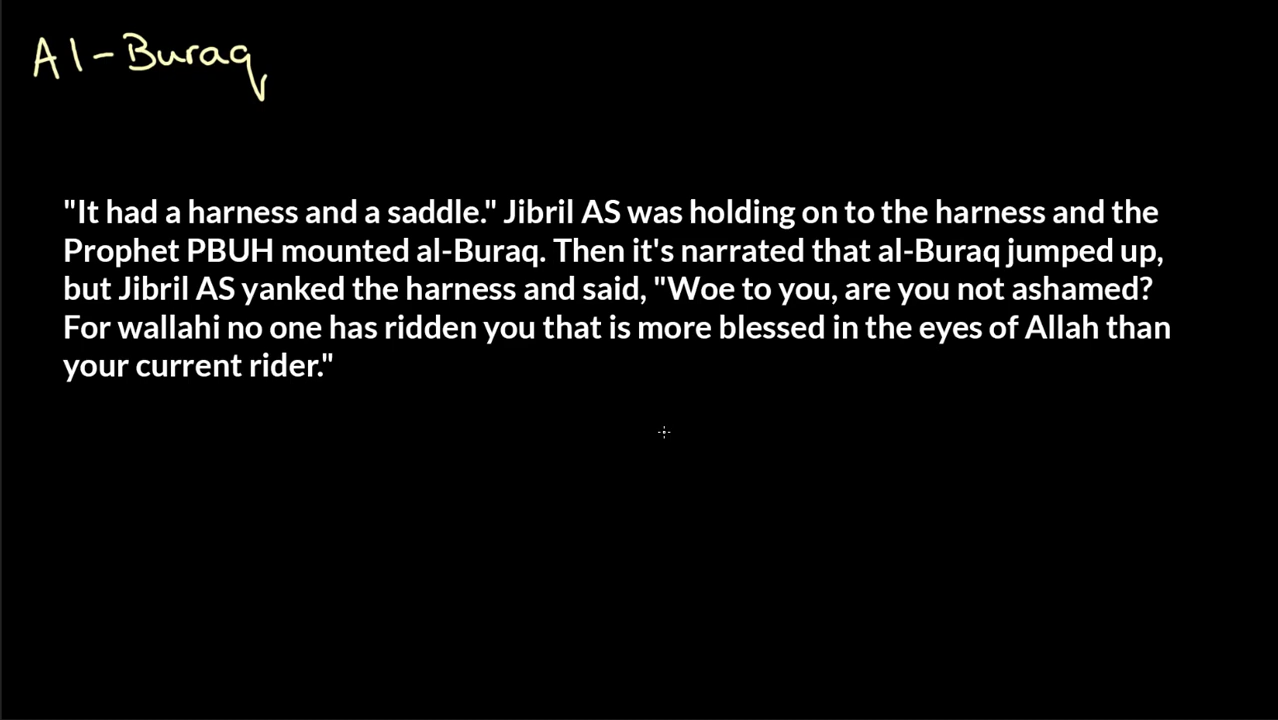 Al-Buraq
"It had a harness and a saddle." Jibril AS was holding on to the harness and the
Prophet PBUH mounted al-Buraq. Then it's narrated that al-Buraq jumped up,
but Jibril AS yanked the harness and said, "Woe to you, are you not ashamed?
For wallahi no one has ridden you that is more blessed in the eyes of Allah than
your current rider."